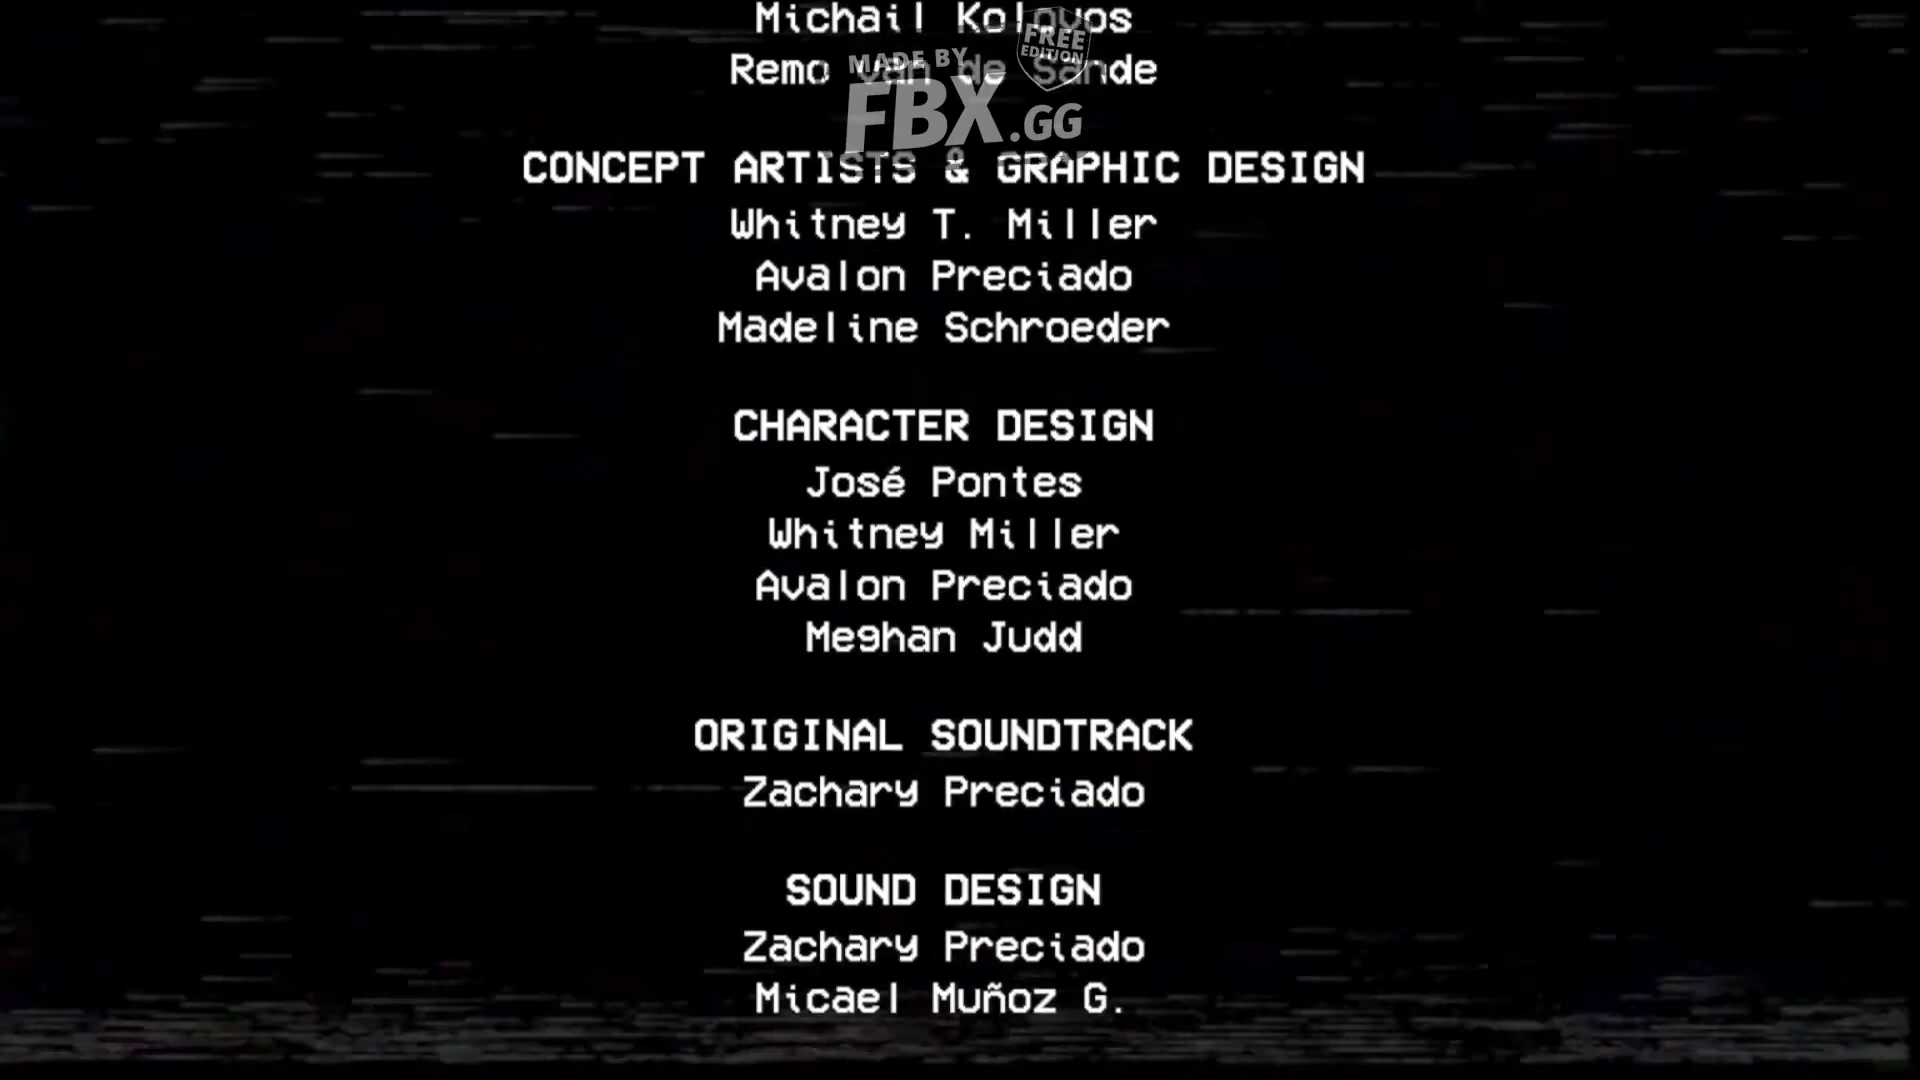 Michail Kolovos
Remo van de Sande
MADE BY
FBX.GG
FREE
EDITION
CONCEPT ARTISTS & GRAPHIC DESIGN
Whitney T. Miller
Avalon Preciado
Madeline Schroeder
CHARACTER DESIGN
José Pontes
Whitney Miller
Avalon Preciado
Meghan Judd
ORIGINAL SOUNDTRACK
Zachary Preciado
SOUND DESIGN
Zachary Preciado
Micael Muñoz G.